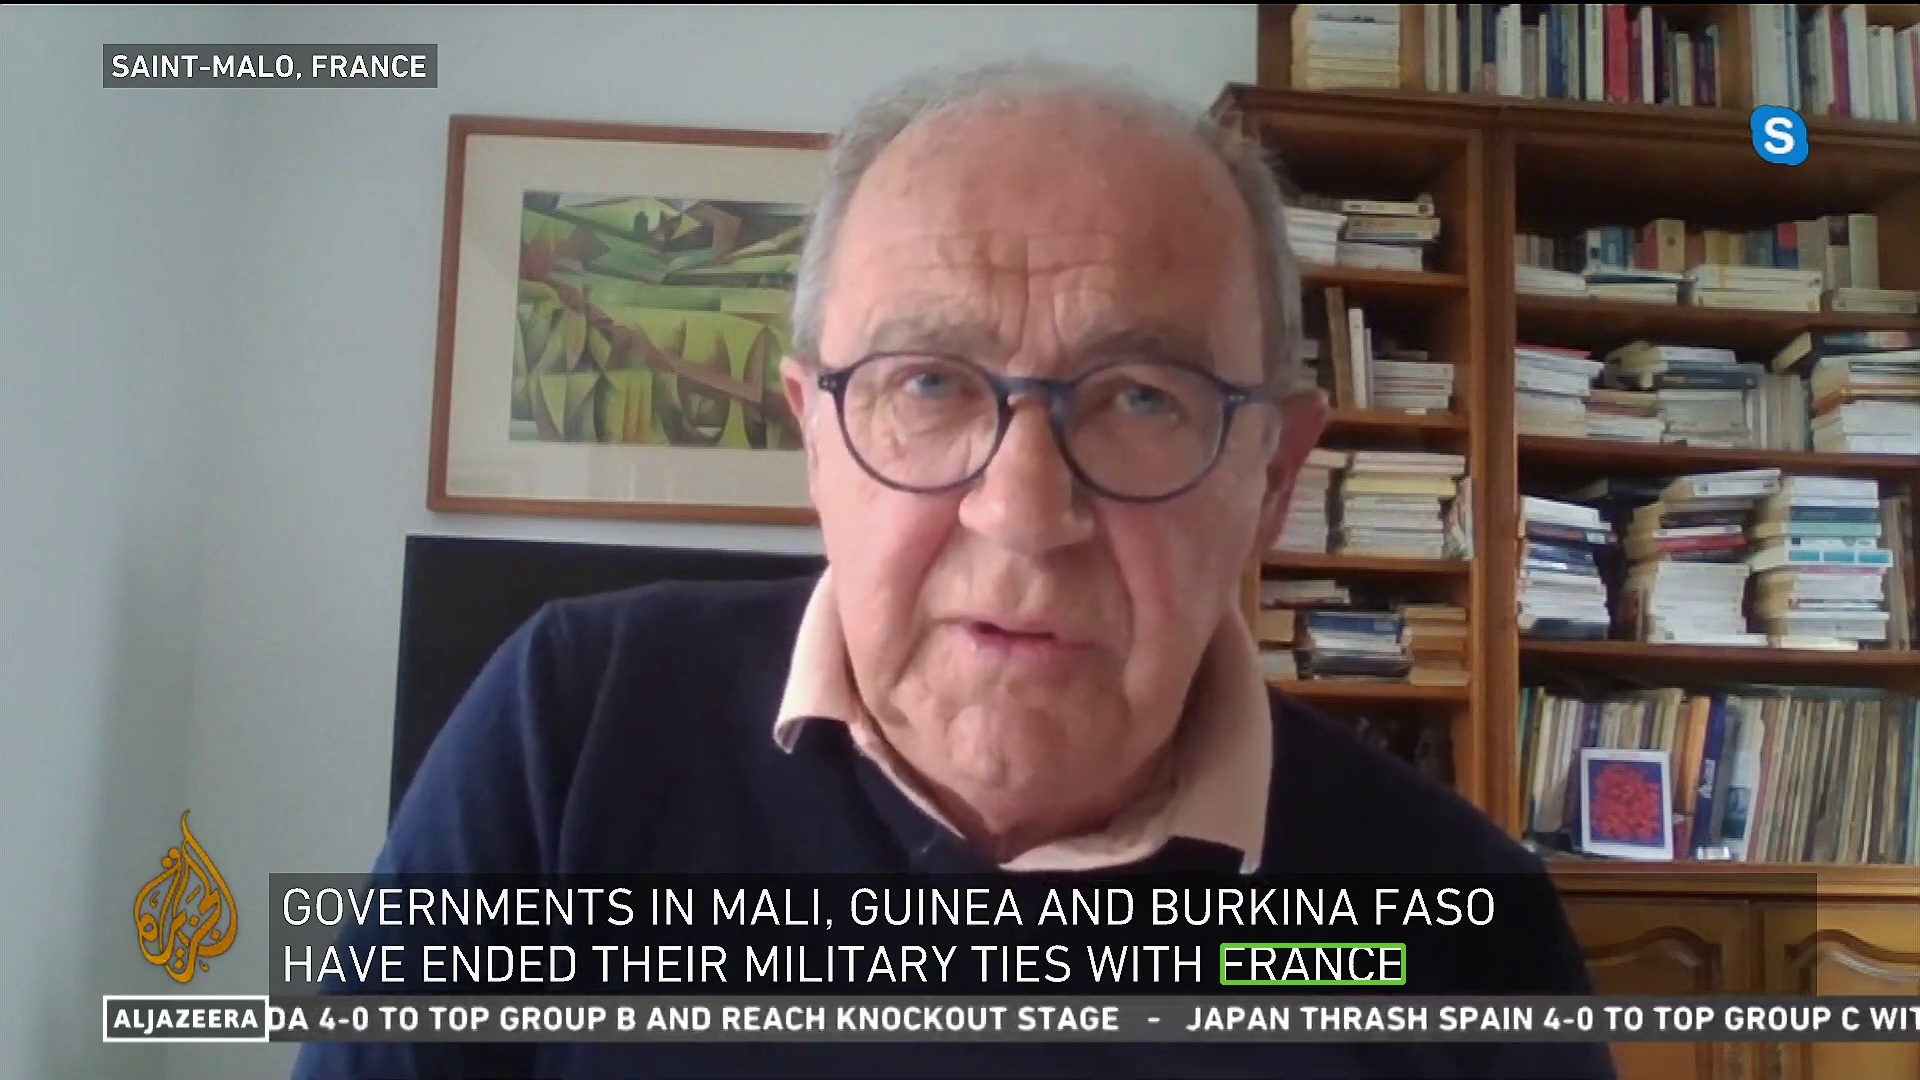 SAINT-MALO, FRANCE
S
GOVERNMENTS IN MALI, GUINEA AND BURKINA FASO
HAVE ENDED THEIR MILITARY TIES WITH FRANCE
ALJAZEERA DA 4-0 TO TOP GROUP B AND REACH KNOCKOUT STAGE - JAPAN THRASH SPAIN 4-0 TO TOP GROUP C WIT